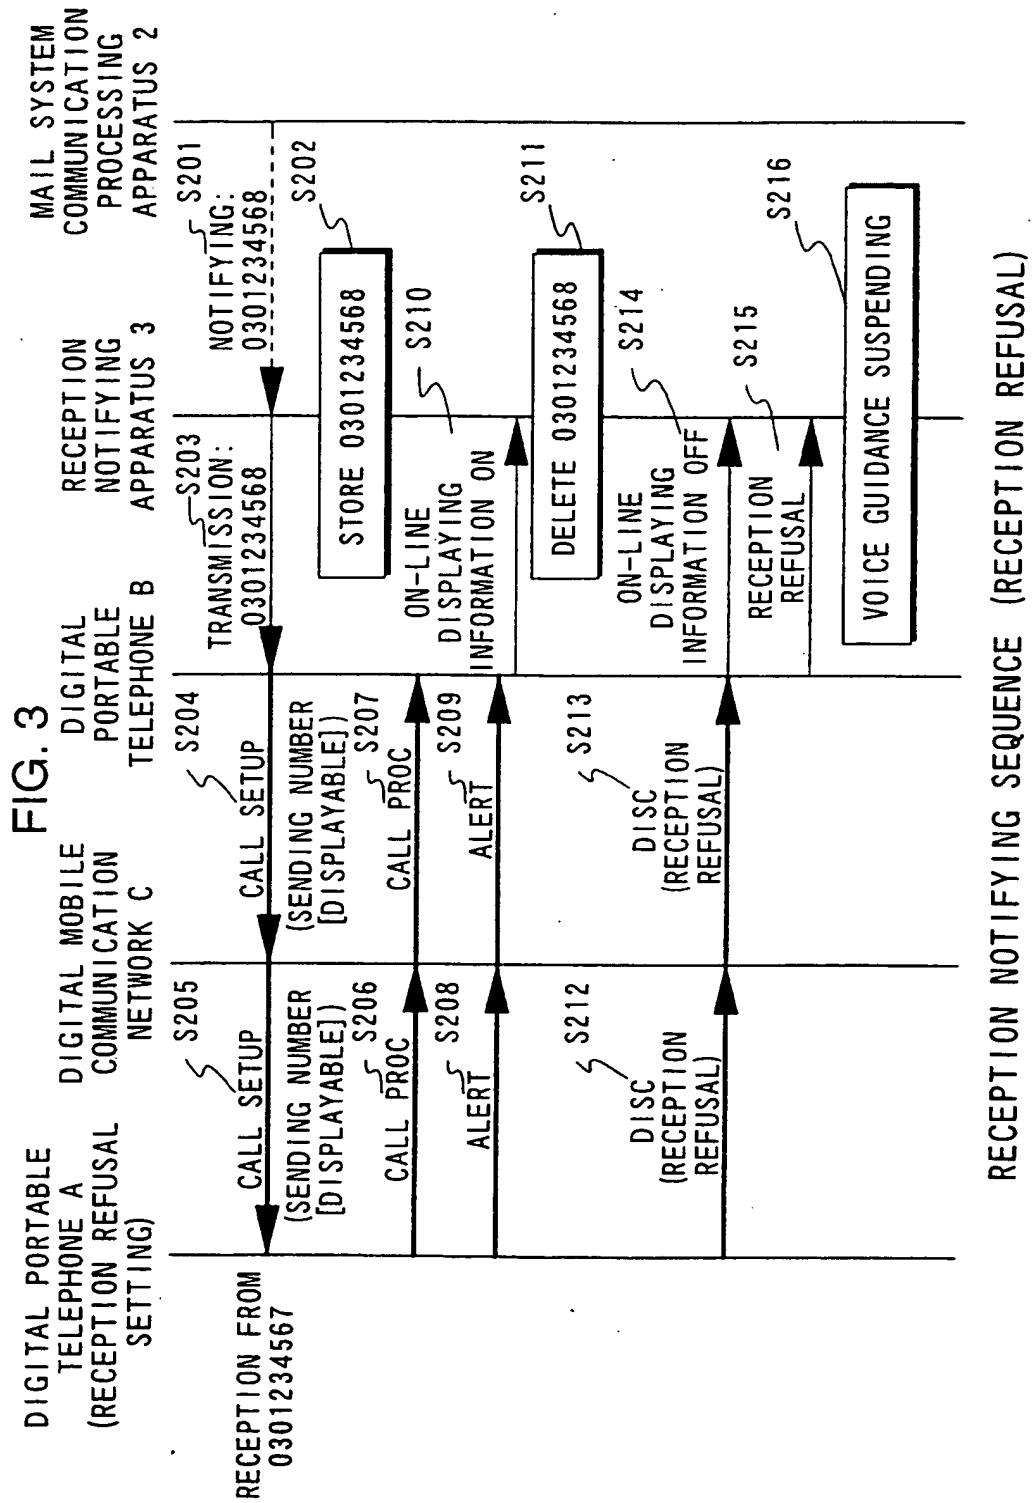 FIG. 3
DIGITAL PORTABLE
TELEPHONE A
(RECEPTION REFUSAL
SETTING)
DIGITAL MOBILE
COMMUNICATION
NETWORK C
DIGITAL
PORTABLE
TELEPHONE B
RECEPTION
NOTIFYING
APPARATUS 3
MAIL SYSTEM
COMMUNICATION
PROCESSING
APPARATUS 2
S201
NOTIFYING:
0301234568
S202
STORE 0301234568
S203
TRANSMISSION:
0301234568
S204
CALL SETUP
(SENDING NUMBER
[DISPLAYABLE])
S205
CALL SETUP
(SENDING NUMBER
[DISPLAYABLE])
RECEPTION FROM
0301234567
S206
CALL PROC
S207
CALL PROC
S208
ALERT
S209
ALERT
S210
ON-LINE
DISPLAYING
INFORMATION ON
S211
DELETE 0301234568
S212
DISC
(RECEPTION
REFUSAL)
S213
DISC
(RECEPTION
REFUSAL)
S214
ON-LINE
DISPLAYING
INFORMATION OFF
S215
RECEPTION
REFUSAL
S216
VOICE GUIDANCE SUSPENDING
RECEPTION NOTIFYING SEQUENCE (RECEPTION REFUSAL)